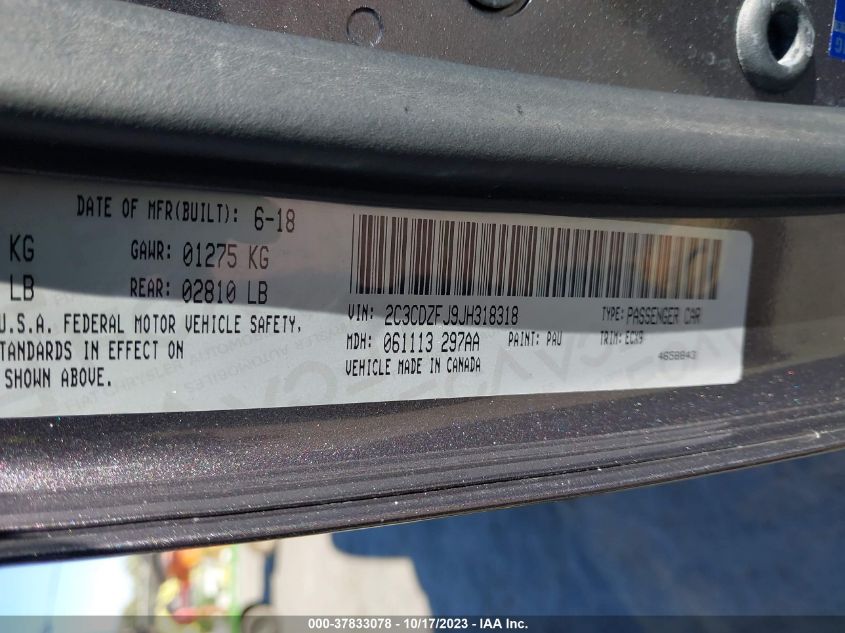 DATE OF MFR(BUILT): 6-18
KG GAWR: 01275 KG
LB REAR: 02810 LB
U.S.A. FEDERAL MOTOR VEHICLE SAFETY,
TANDARDS IN EFFECT ON
SHOWN ABOVE.
VIN: 2C3CDZFJ9JH318318 TYPE: PASSENGER CAR
MDH: 061113 297AA PAINT: PAU TRIM: ECX9
VEHICLE MADE IN CANADA 46588431
000-37833078 - 10/17/2023 - IAA Inc.